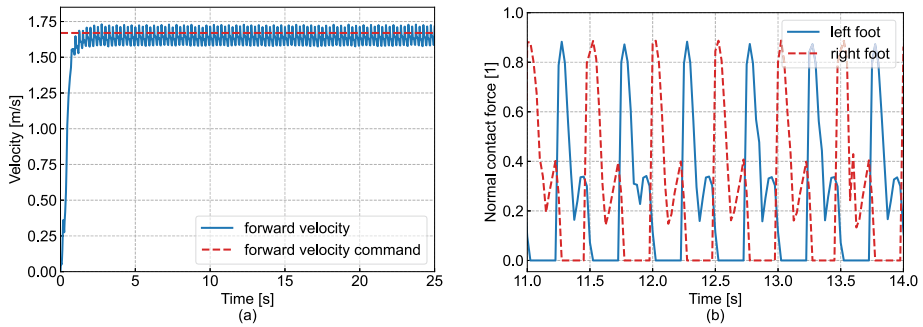 1.75
1.50
1.25
1.00
0.75
0.50
0.25
0.00
Velocity [m/s]
forward velocity
forward velocity command
0 5 10 15 20 25
Time [s]
(a)
1.0
0.8
0.6
0.4
0.2
0.0
Normal contact force [1]
left foot
right foot
11.0 11.5 12.0 12.5 13.0 13.5 14.0
Time [s]
(b)